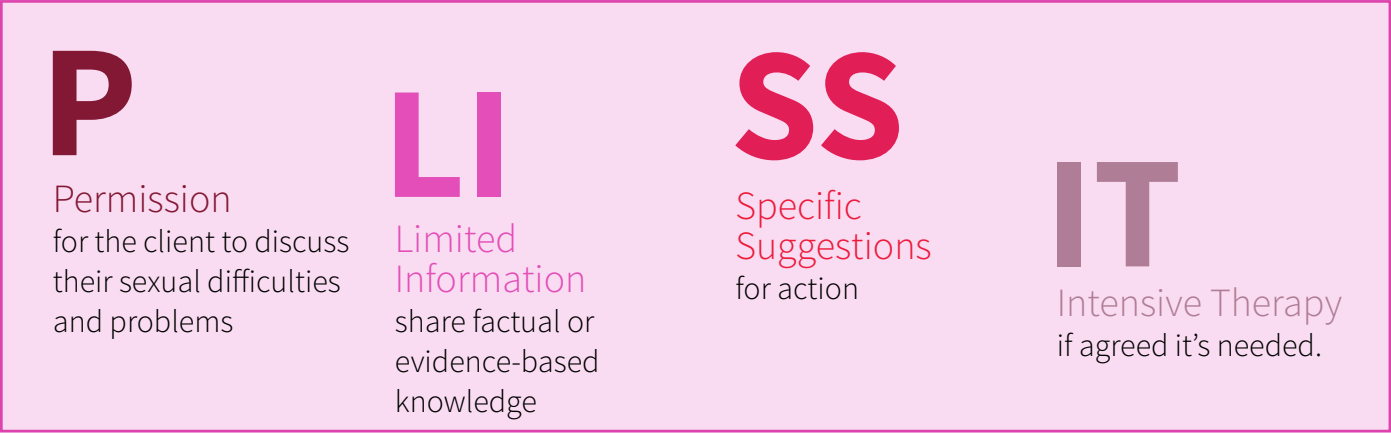 P
Permission
for the client to discuss
their sexual difficulties
and problems
LI
Limited
Information
share factual or
evidence-based
knowledge
SS
Specific
Suggestions
for action
IT
Intensive Therapy
if agreed it’s needed.